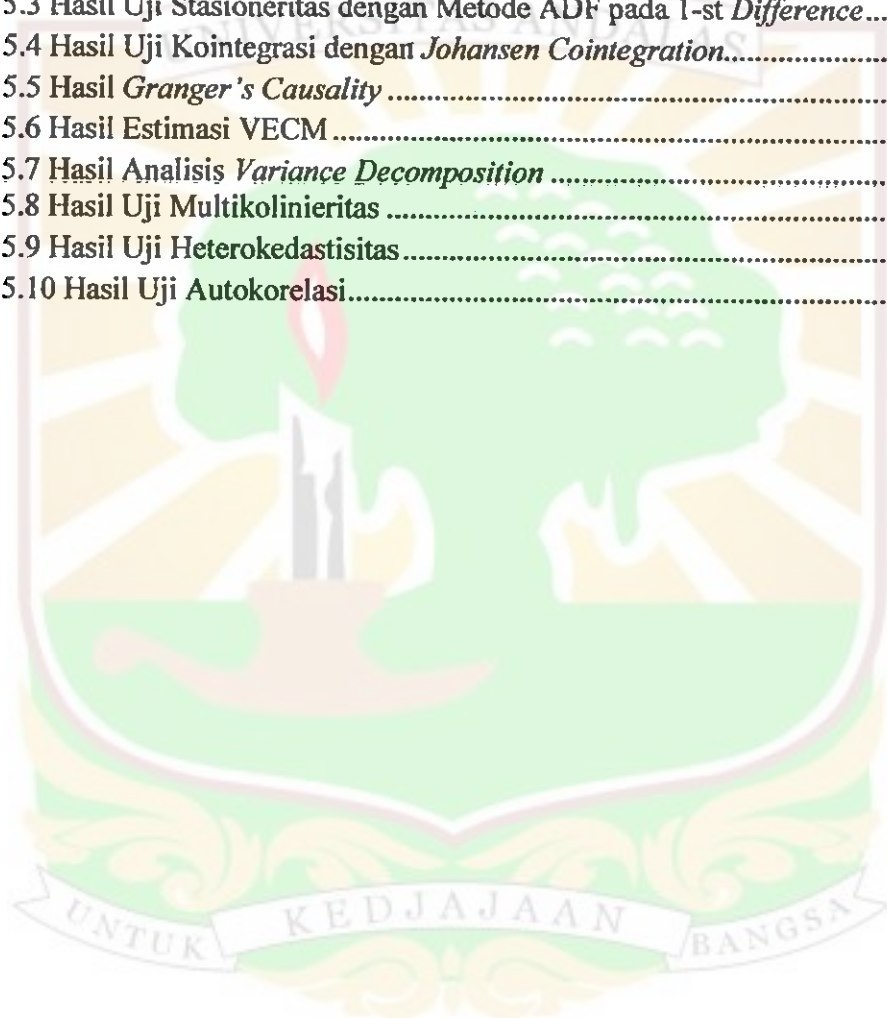 5.3 Hasil Uji Stasioneritas dengan Metode ADF pada 1-st Difference...
UNIVERSITAS ANDALAS
5.4 Hasil Uji Kointegrasi dengan Johansen Cointegration....................
5.5 Hasil Granger's Causality ..............................................................
5.6 Hasil Estimasi VECM ......................................................................
5.7 Hasil Analisis Variance Decomposition ..........................................
5.8 Hasil Uji Multikolinieritas ..............................................................
5.9 Hasil Uji Heterokedastisitas ............................................................
5.10 Hasil Uji Autokorelasi....................................................................
UNTUK KEDJAJAAN BANGSA